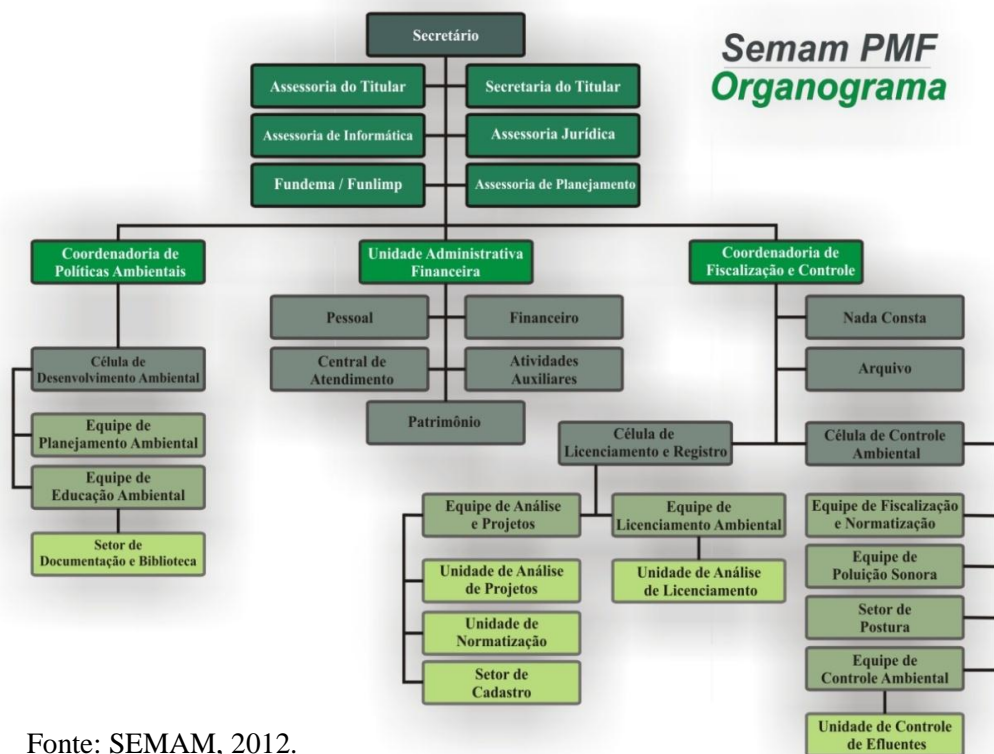 Semam PMF
Organograma
Secretário
Assessoria do Titular
Secretaria do Titular
Assessoria de Informática
Assessoria Jurídica
Fundema / Funlimp
Assessoria de Planejamento
Coordenadoria de
Políticas Ambientais
Unidade Administrativa
Financeira
Coordenadoria de
Fiscalização e Controle
Célula de
Desenvolvimento Ambiental
Equipe de
Planejamento Ambiental
Equipe de
Educação Ambiental
Setor de
Documentação e Biblioteca
Pessoal
Financeiro
Central de
Atendimento
Atividades
Auxiliares
Patrimônio
Nada Consta
Arquivo
Célula de
Licenciamento e Registro
Célula de Controle
Ambiental
Equipe de Análise
e Projetos
Unidade de Análise
de Projetos
Unidade de
Normatização
Setor de
Cadastro
Equipe de
Licenciamento Ambiental
Unidade de Análise
de Licenciamento
Equipe de Fiscalização
e Normatização
Equipe de
Poluição Sonora
Setor de
Postura
Equipe de
Controle Ambiental
Unidade de Controle
de Efluentes
Fonte: SEMAM, 2012.